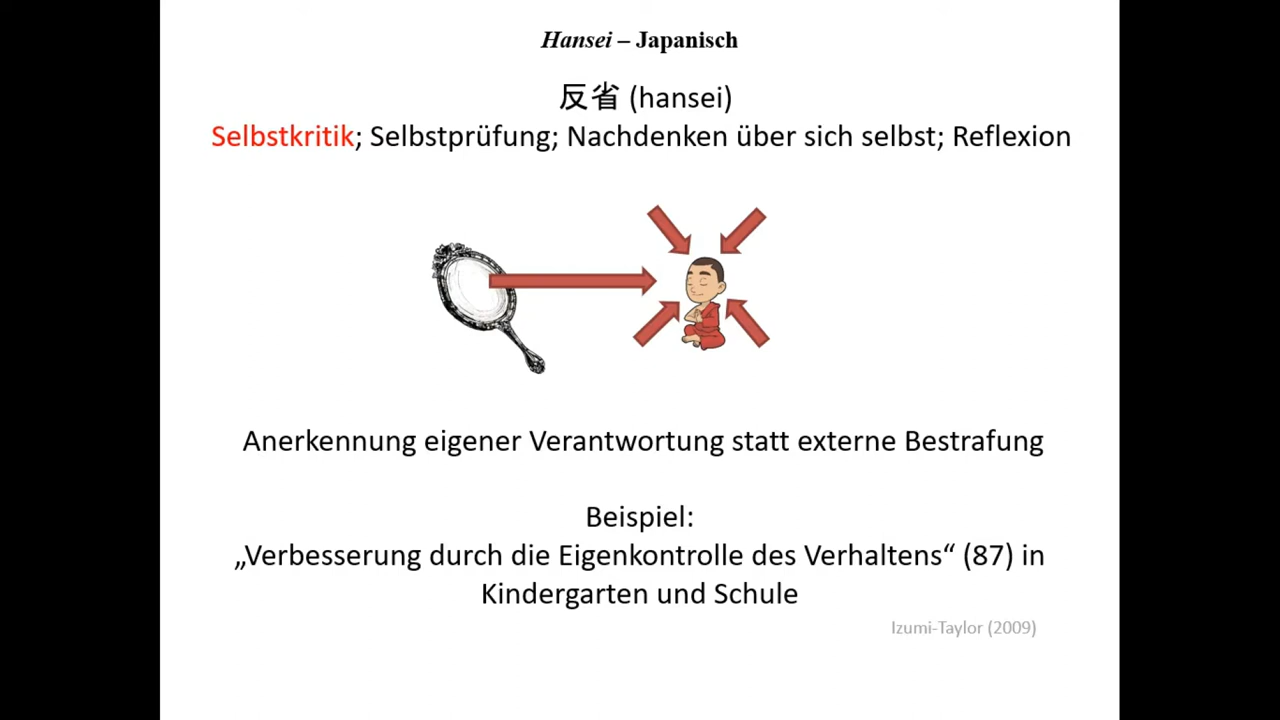 Hansei – Japanisch
反省 (hansei)
Selbstkritik; Selbstprüfung; Nachdenken über sich selbst; Reflexion
Anerkennung eigener Verantwortung statt externe Bestrafung
Beispiel:
„Verbesserung durch die Eigenkontrolle des Verhaltens“ (87) in
Kindergarten und Schule
Izumi-Taylor (2009)